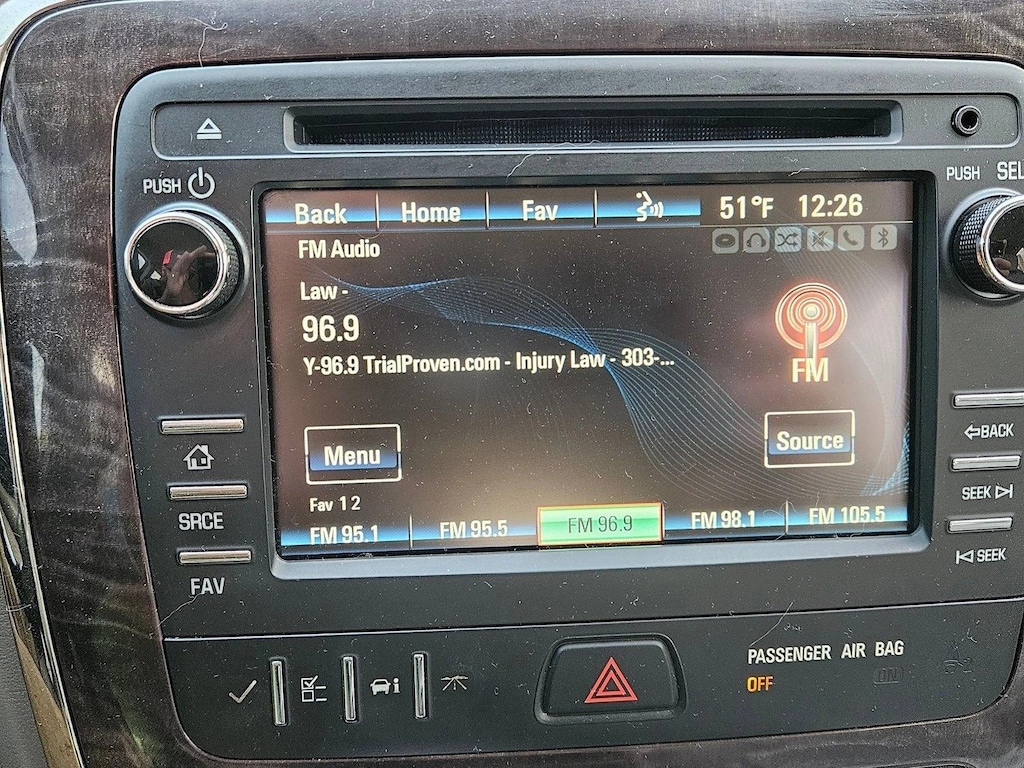 PUSH
PUSH SEL
Back Home Fav 51°F 12:26
FM Audio
Law -
96.9
Y-96.9 TrialProven.com - Injury Law - 303-...
FM
Menu
Source
Fav 1 2
FM 95.1 FM 95.5 FM 96.9 FM 98.1 FM 105.5
SRCE
FAV
BACK
SEEK
SEEK
PASSENGER AIR BAG
OFF ON